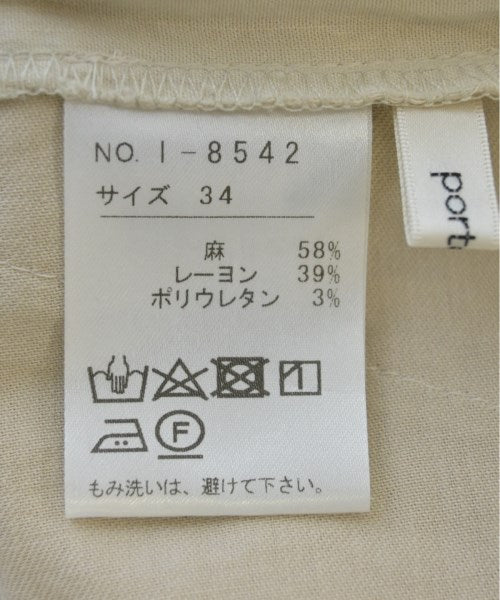 NO. I-8542
サイズ 34
麻 58%
レーヨン 39%
ポリウレタン 3%
F
もみ洗いは、避けて下さい。
port